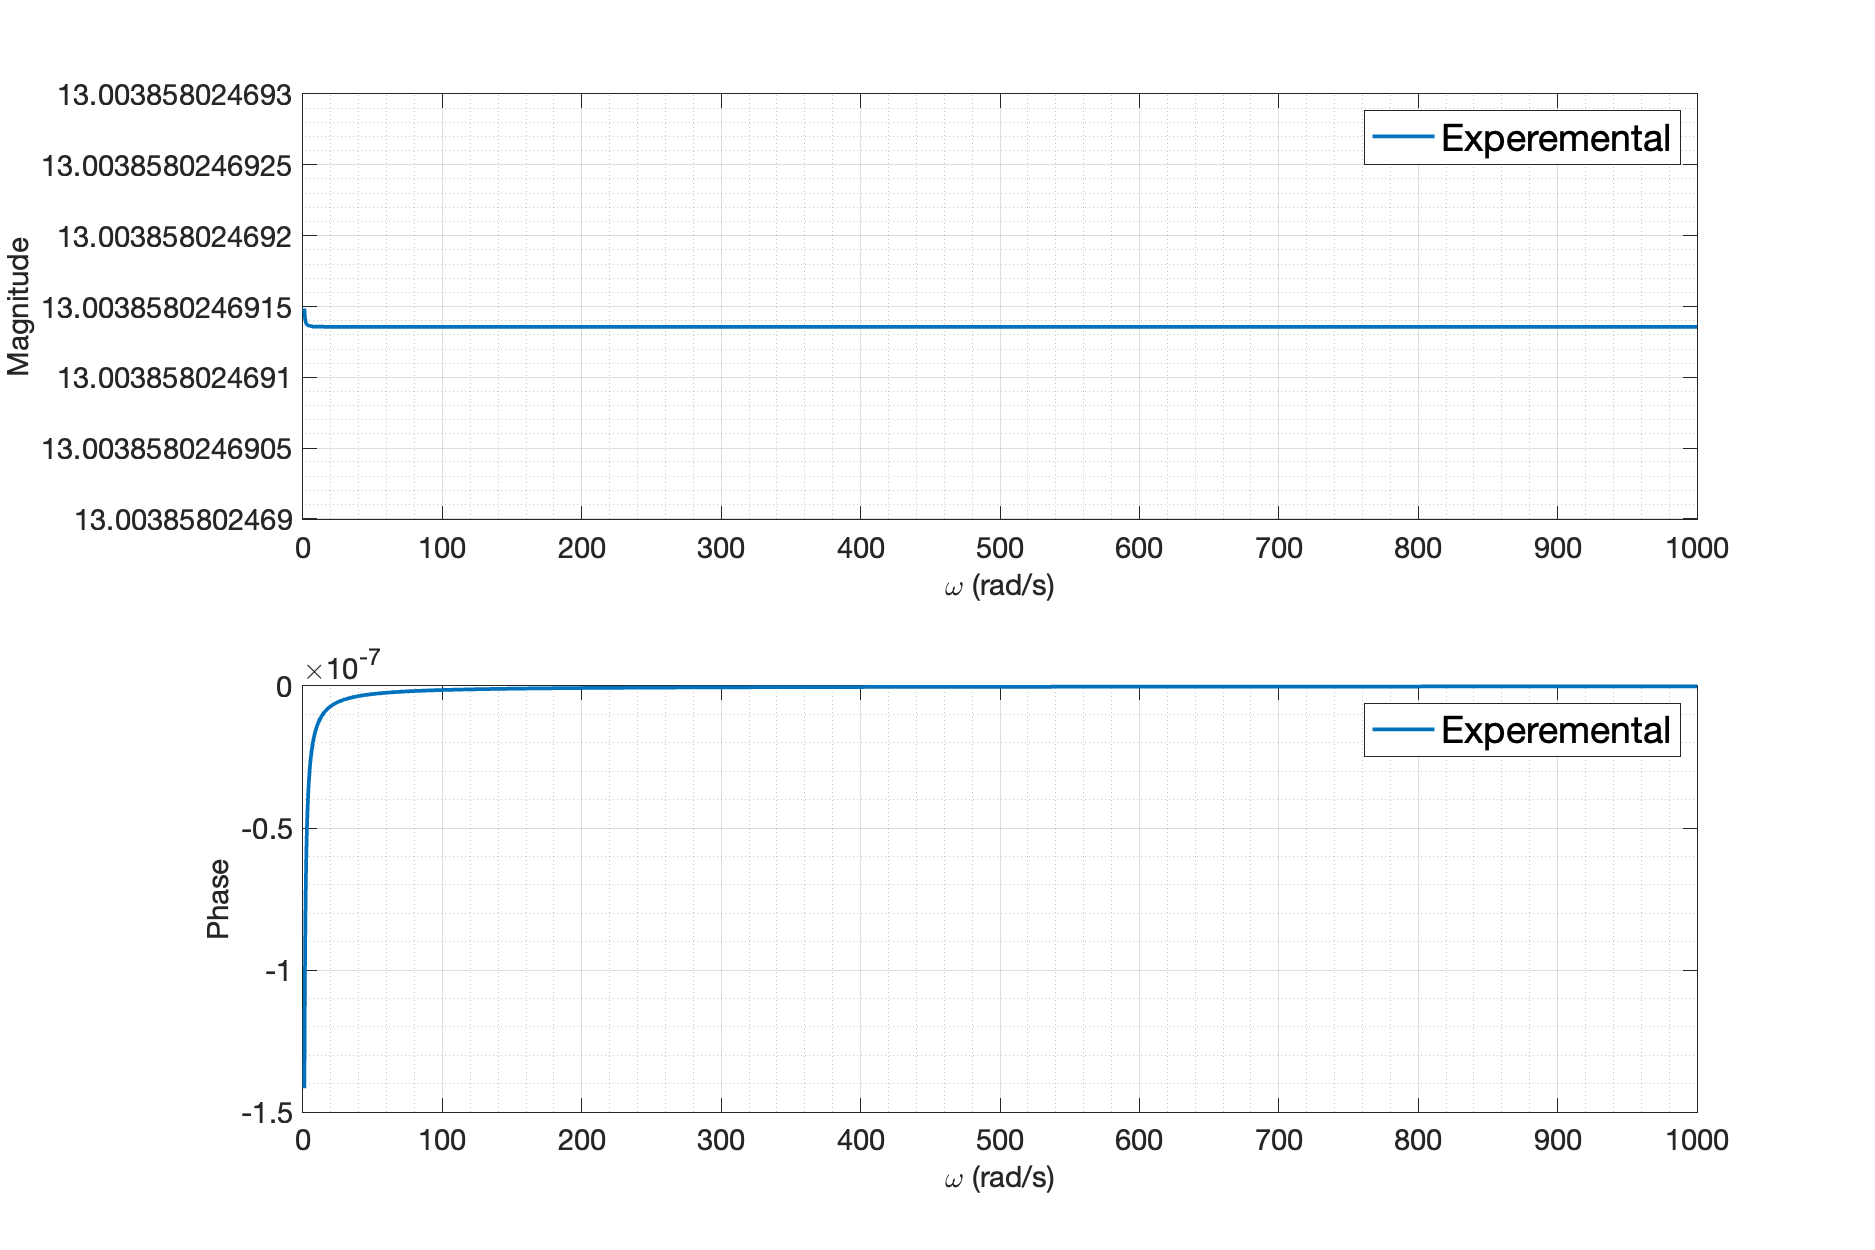 13.003858024693
13.0038580246925
13.003858024692
13.0038580246915
13.003858024691
13.0038580246905
13.00385802469
Magnitude
Experemental
0 100 200 300 400 500 600 700 800 900 1000
ω (rad/s)
×10-7
0
-0.5
-1
-1.5
Phase
Experemental
0 100 200 300 400 500 600 700 800 900 1000
ω (rad/s)